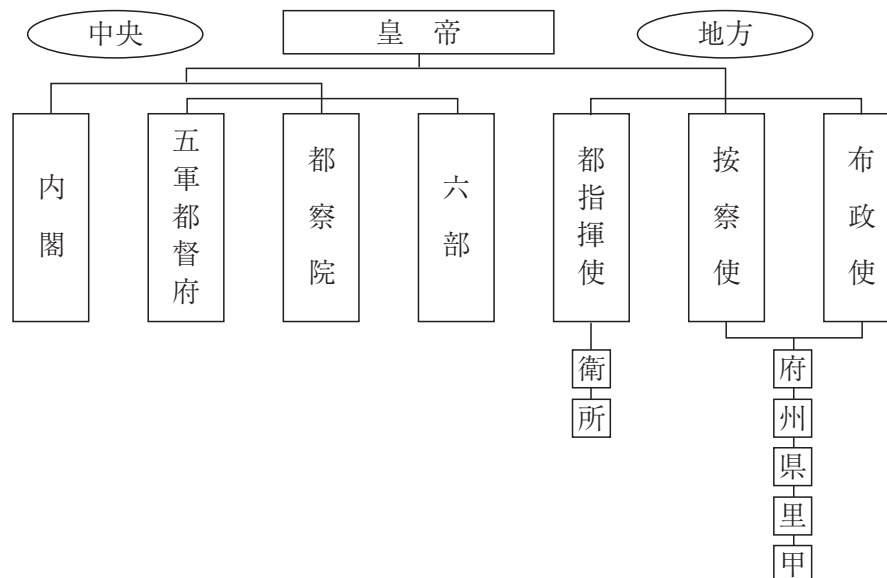 中央
皇帝
地方
内閣
五軍都督府
都察院
六部
都指揮使
按察使
布政使
衛
所
府
州
県
里
甲